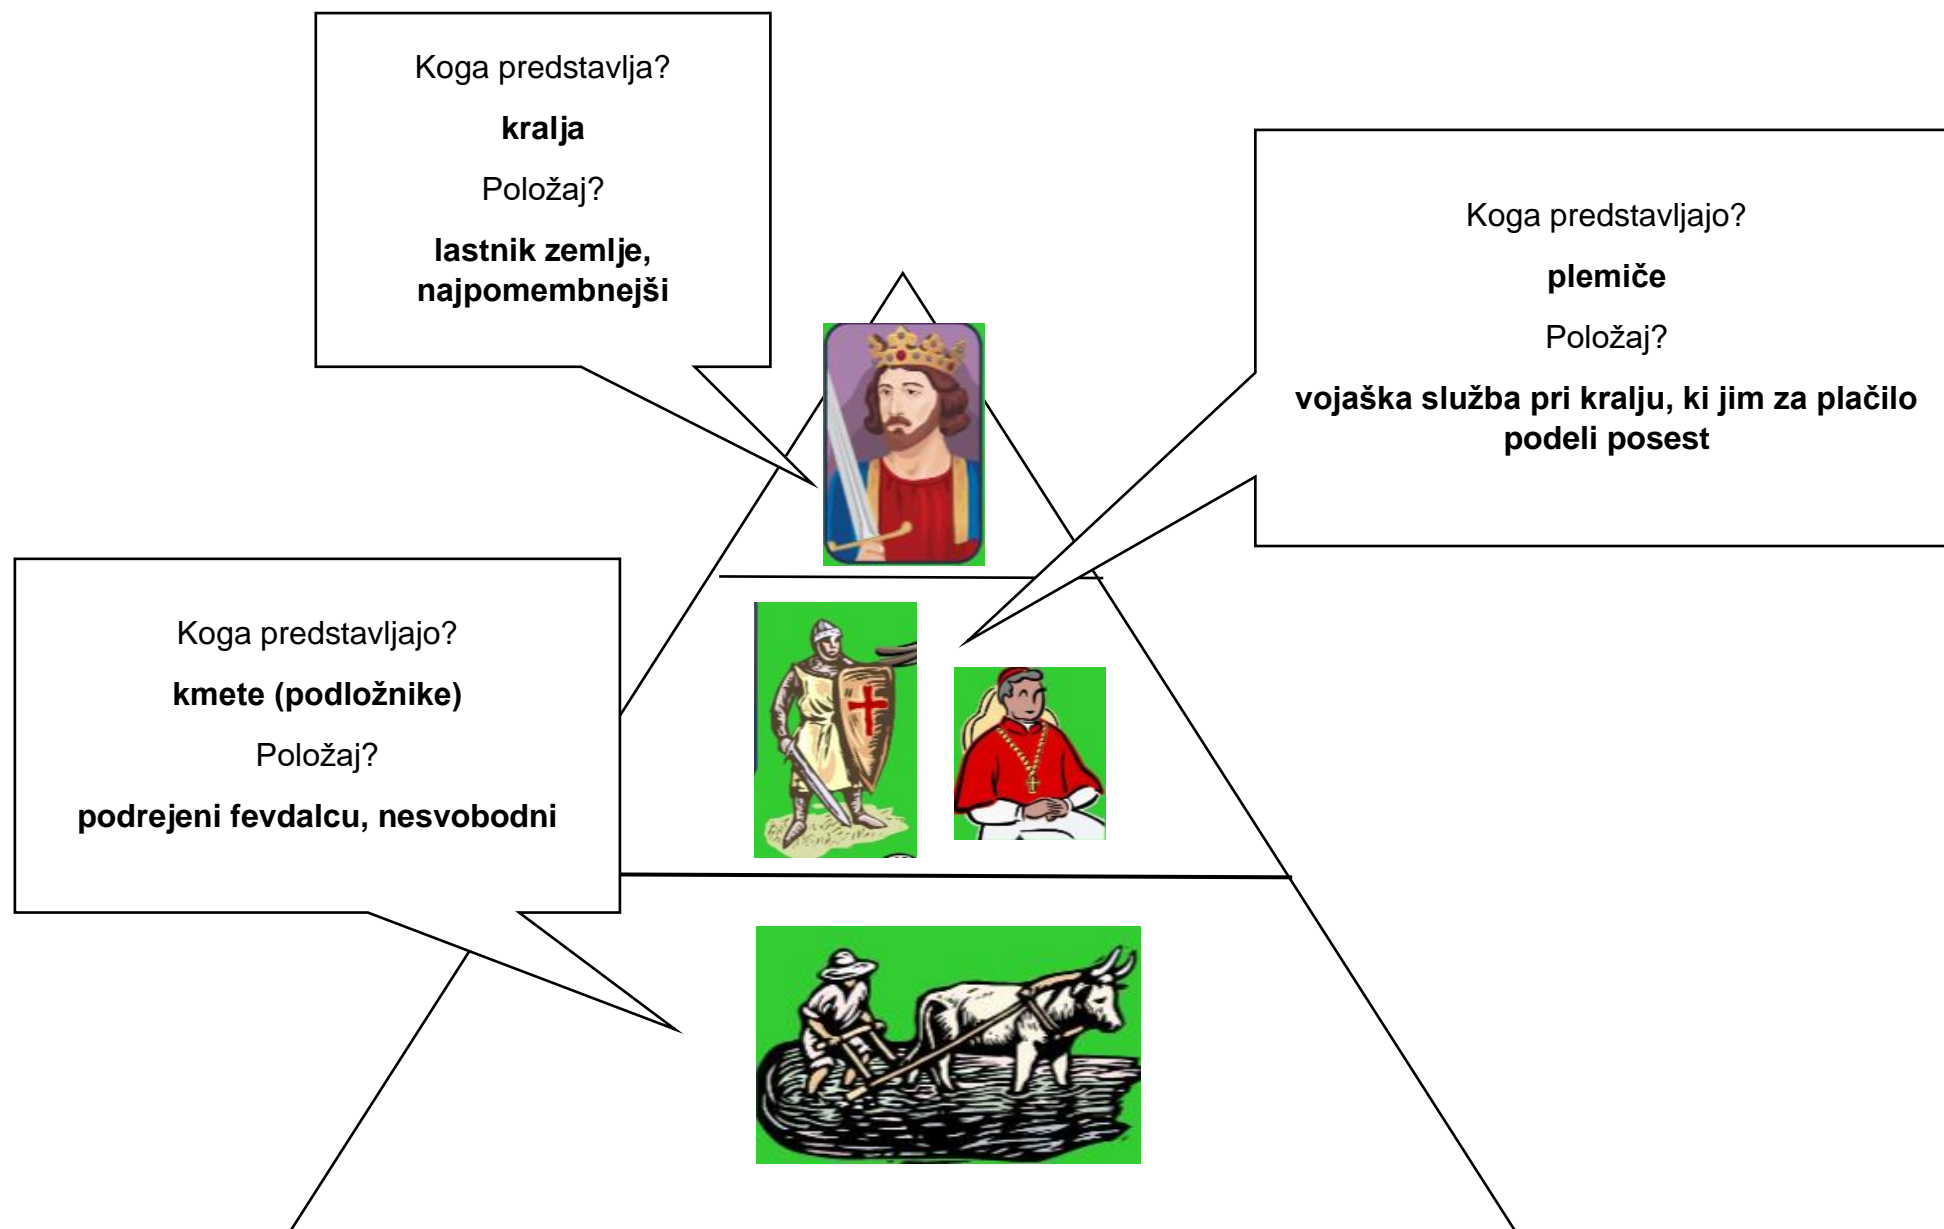 Koga predstavlja?
kralja
Položaj?
lastnik zemlje,
najpomembnejši
Koga predstavljajo?
plemiče
Položaj?
vojaška služba pri kralju, ki jim za plačilo
podeli posest
Koga predstavljajo?
kmete (podložnike)
Položaj?
podrejeni fevdalcu, nesvobodni